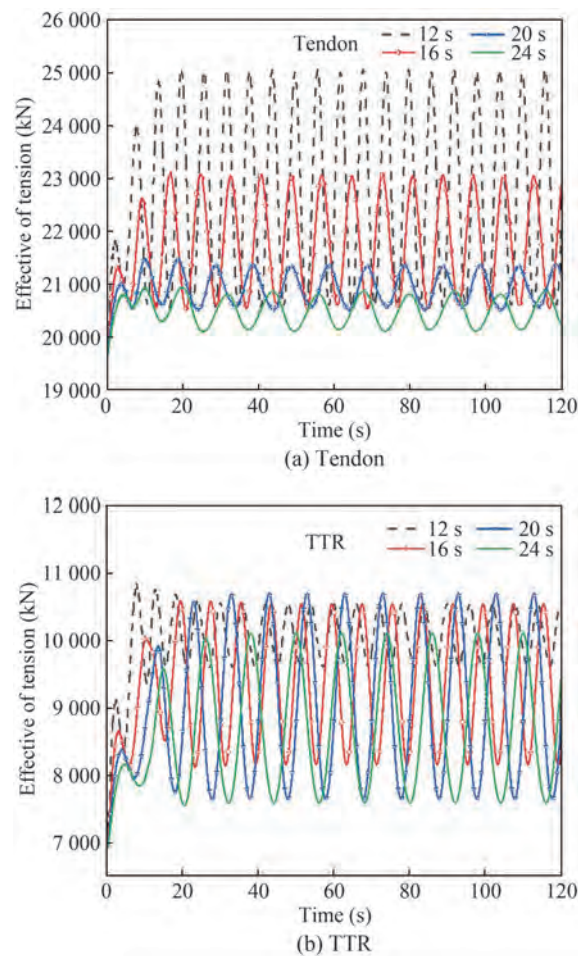 26 000
Tendon
12 s
20 s
16 s
24 s
25 000
24 000
23 000
22 000
21 000
20 000
19 000
Effective of tension (kN)
0 20 40 60 80 100 120
Time (s)
(a) Tendon
12 000
TTR
12 s
20 s
16 s
24 s
11 000
10 000
9 000
8 000
7 000
Effective of tension (kN)
0 20 40 60 80 100 120
Time (s)
(b) TTR